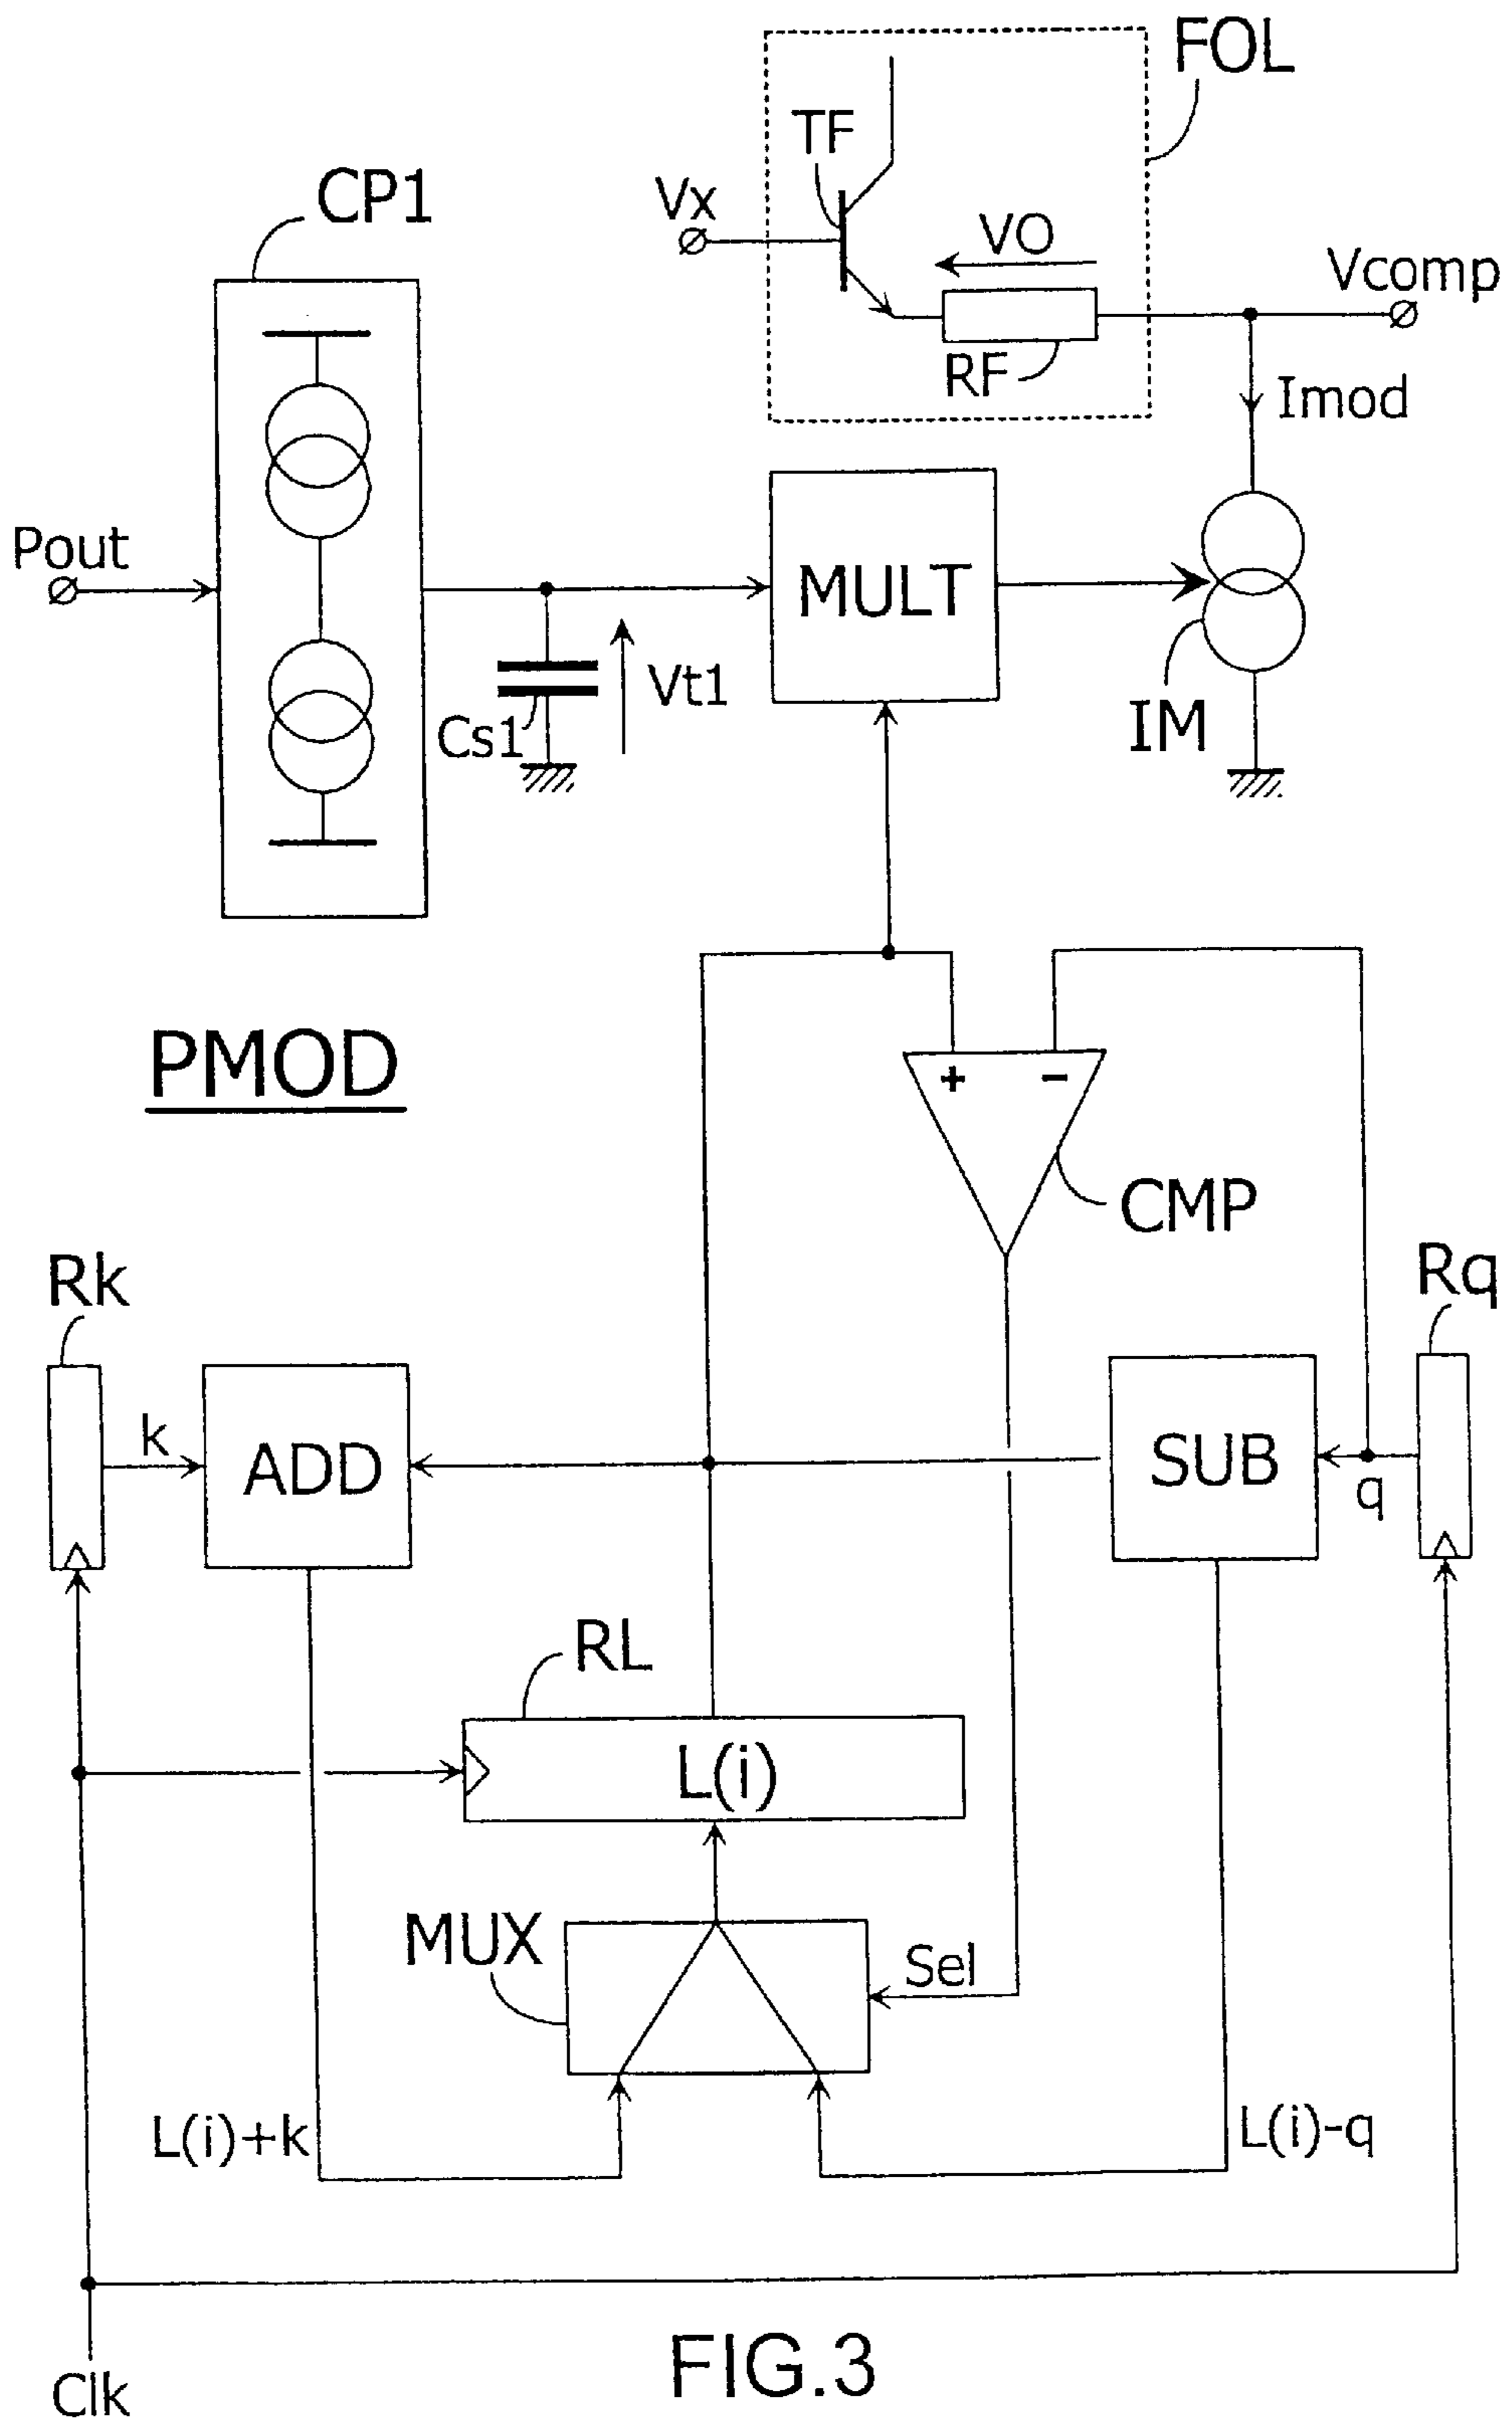 FOL
TF
CP1
Vx
VO
Vcomp
RF
Imod
Pout
MULT
Vt1
Cs1
IM
PMOD
+ −
CMP
Rk
Rq
k
ADD
SUB
q
RL
L(i)
MUX
Sel
L(i)+k
L(i)-q
FIG.3
Clk